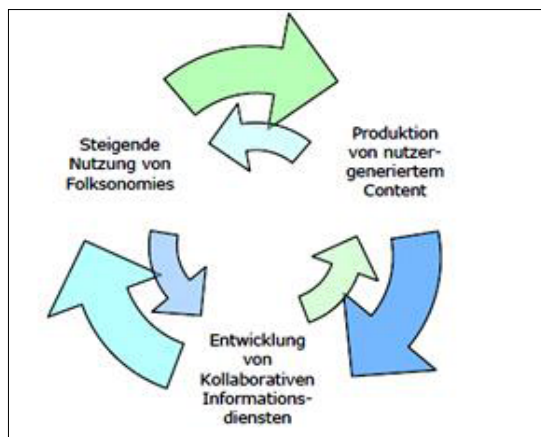 Steigende
Nutzung von
Folksonomies
Produktion
von nutzer-
generiertem
Content
Entwicklung
von
Kollaborativen
Informations-
diensten